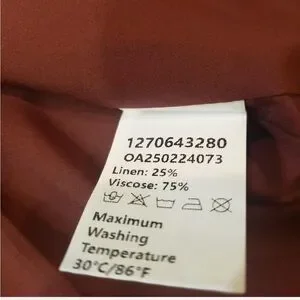 1270643280
OA250224073
Linen: 25%
Viscose: 75%
Maximum
Washing
Temperature
30°C/86°F